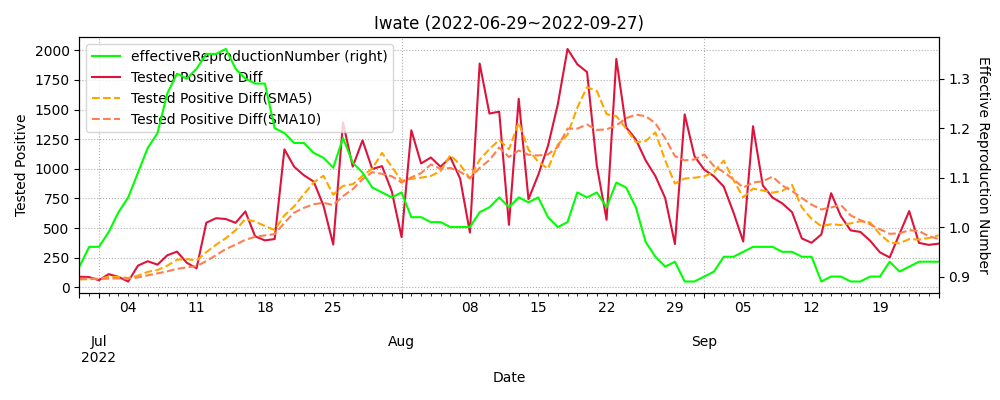 Iwate (2022-06-29~2022-09-27)
effectiveReproductionNumber (right)
Tested Positive Diff
Tested Positive Diff(SMA5)
Tested Positive Diff(SMA10)
Tested Positive
2000
1750
1500
1250
1000
750
500
250
0
Effective Reproduction Number
1.3
1.2
1.1
1.0
0.9
04 11 18 25 08 15 22 29 05 12 19
Jul Aug Sep
2022
Date